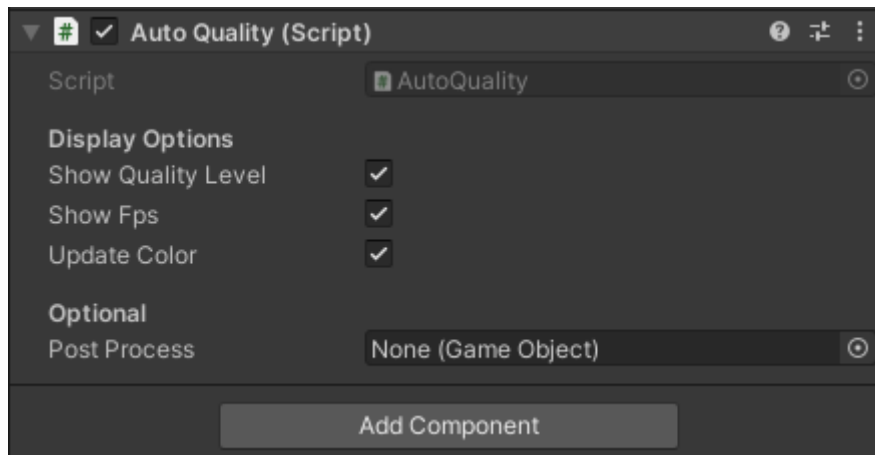 Auto Quality (Script)
Script AutoQuality
Display Options
Show Quality Level
Show Fps
Update Color
Optional
Post Process None (Game Object)
Add Component